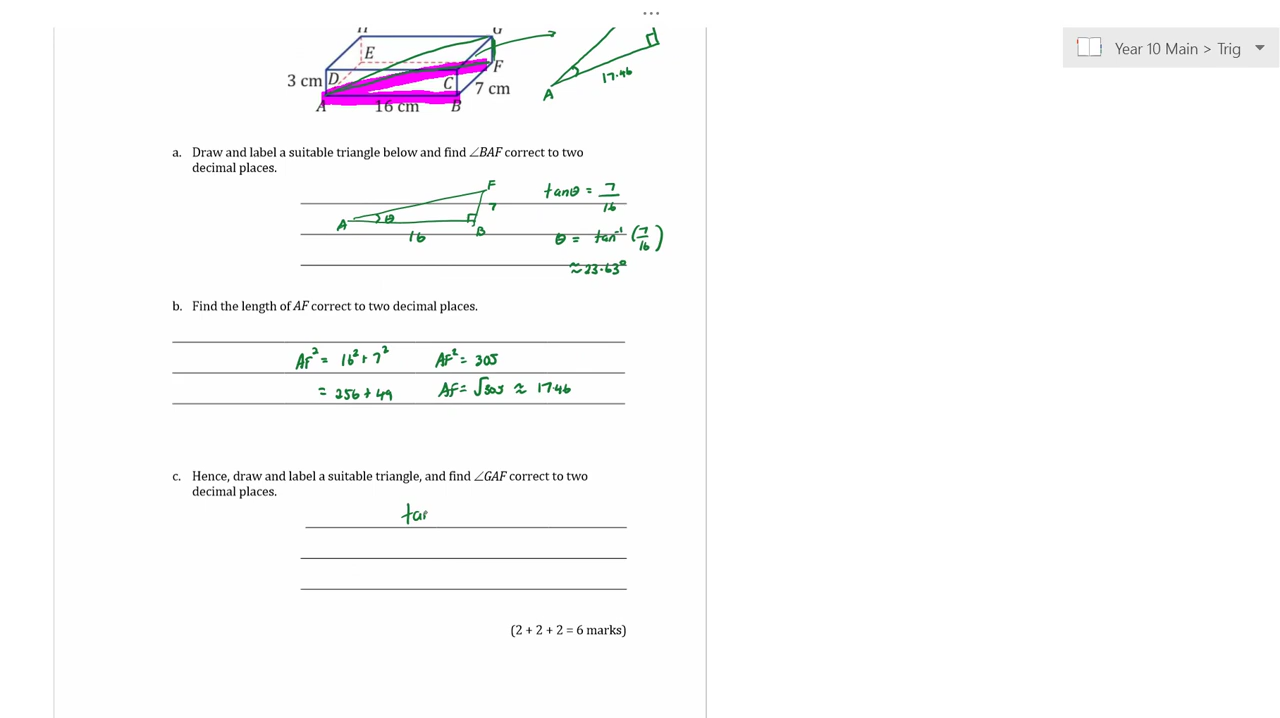 ...
Year 10 Main > Trig
H
G
E
F
3 cm
D
C
7 cm
A
16 cm
B
A
17.46
a. Draw and label a suitable triangle below and find ∠BAF correct to two
decimal places.
F
7
A
θ
B
16
tanθ = 7/16
θ = tan⁻¹ (7/16)
≈ 23.63°
b. Find the length of AF correct to two decimal places.
AF² = 16² + 7²
= 256 + 49
AF² = 305
AF = √305 ≈ 17.46
c. Hence, draw and label a suitable triangle, and find ∠GAF correct to two
decimal places.
tan
(2 + 2 + 2 = 6 marks)